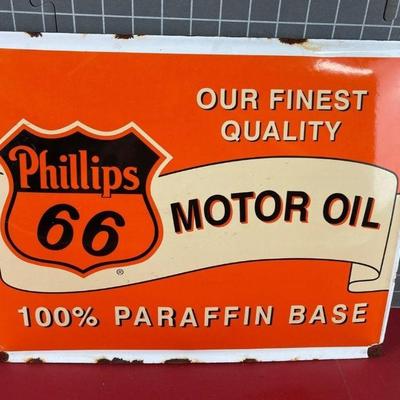 OUR FINEST
QUALITY
Phillips
66
®
MOTOR OIL
100% PARAFFIN BASE